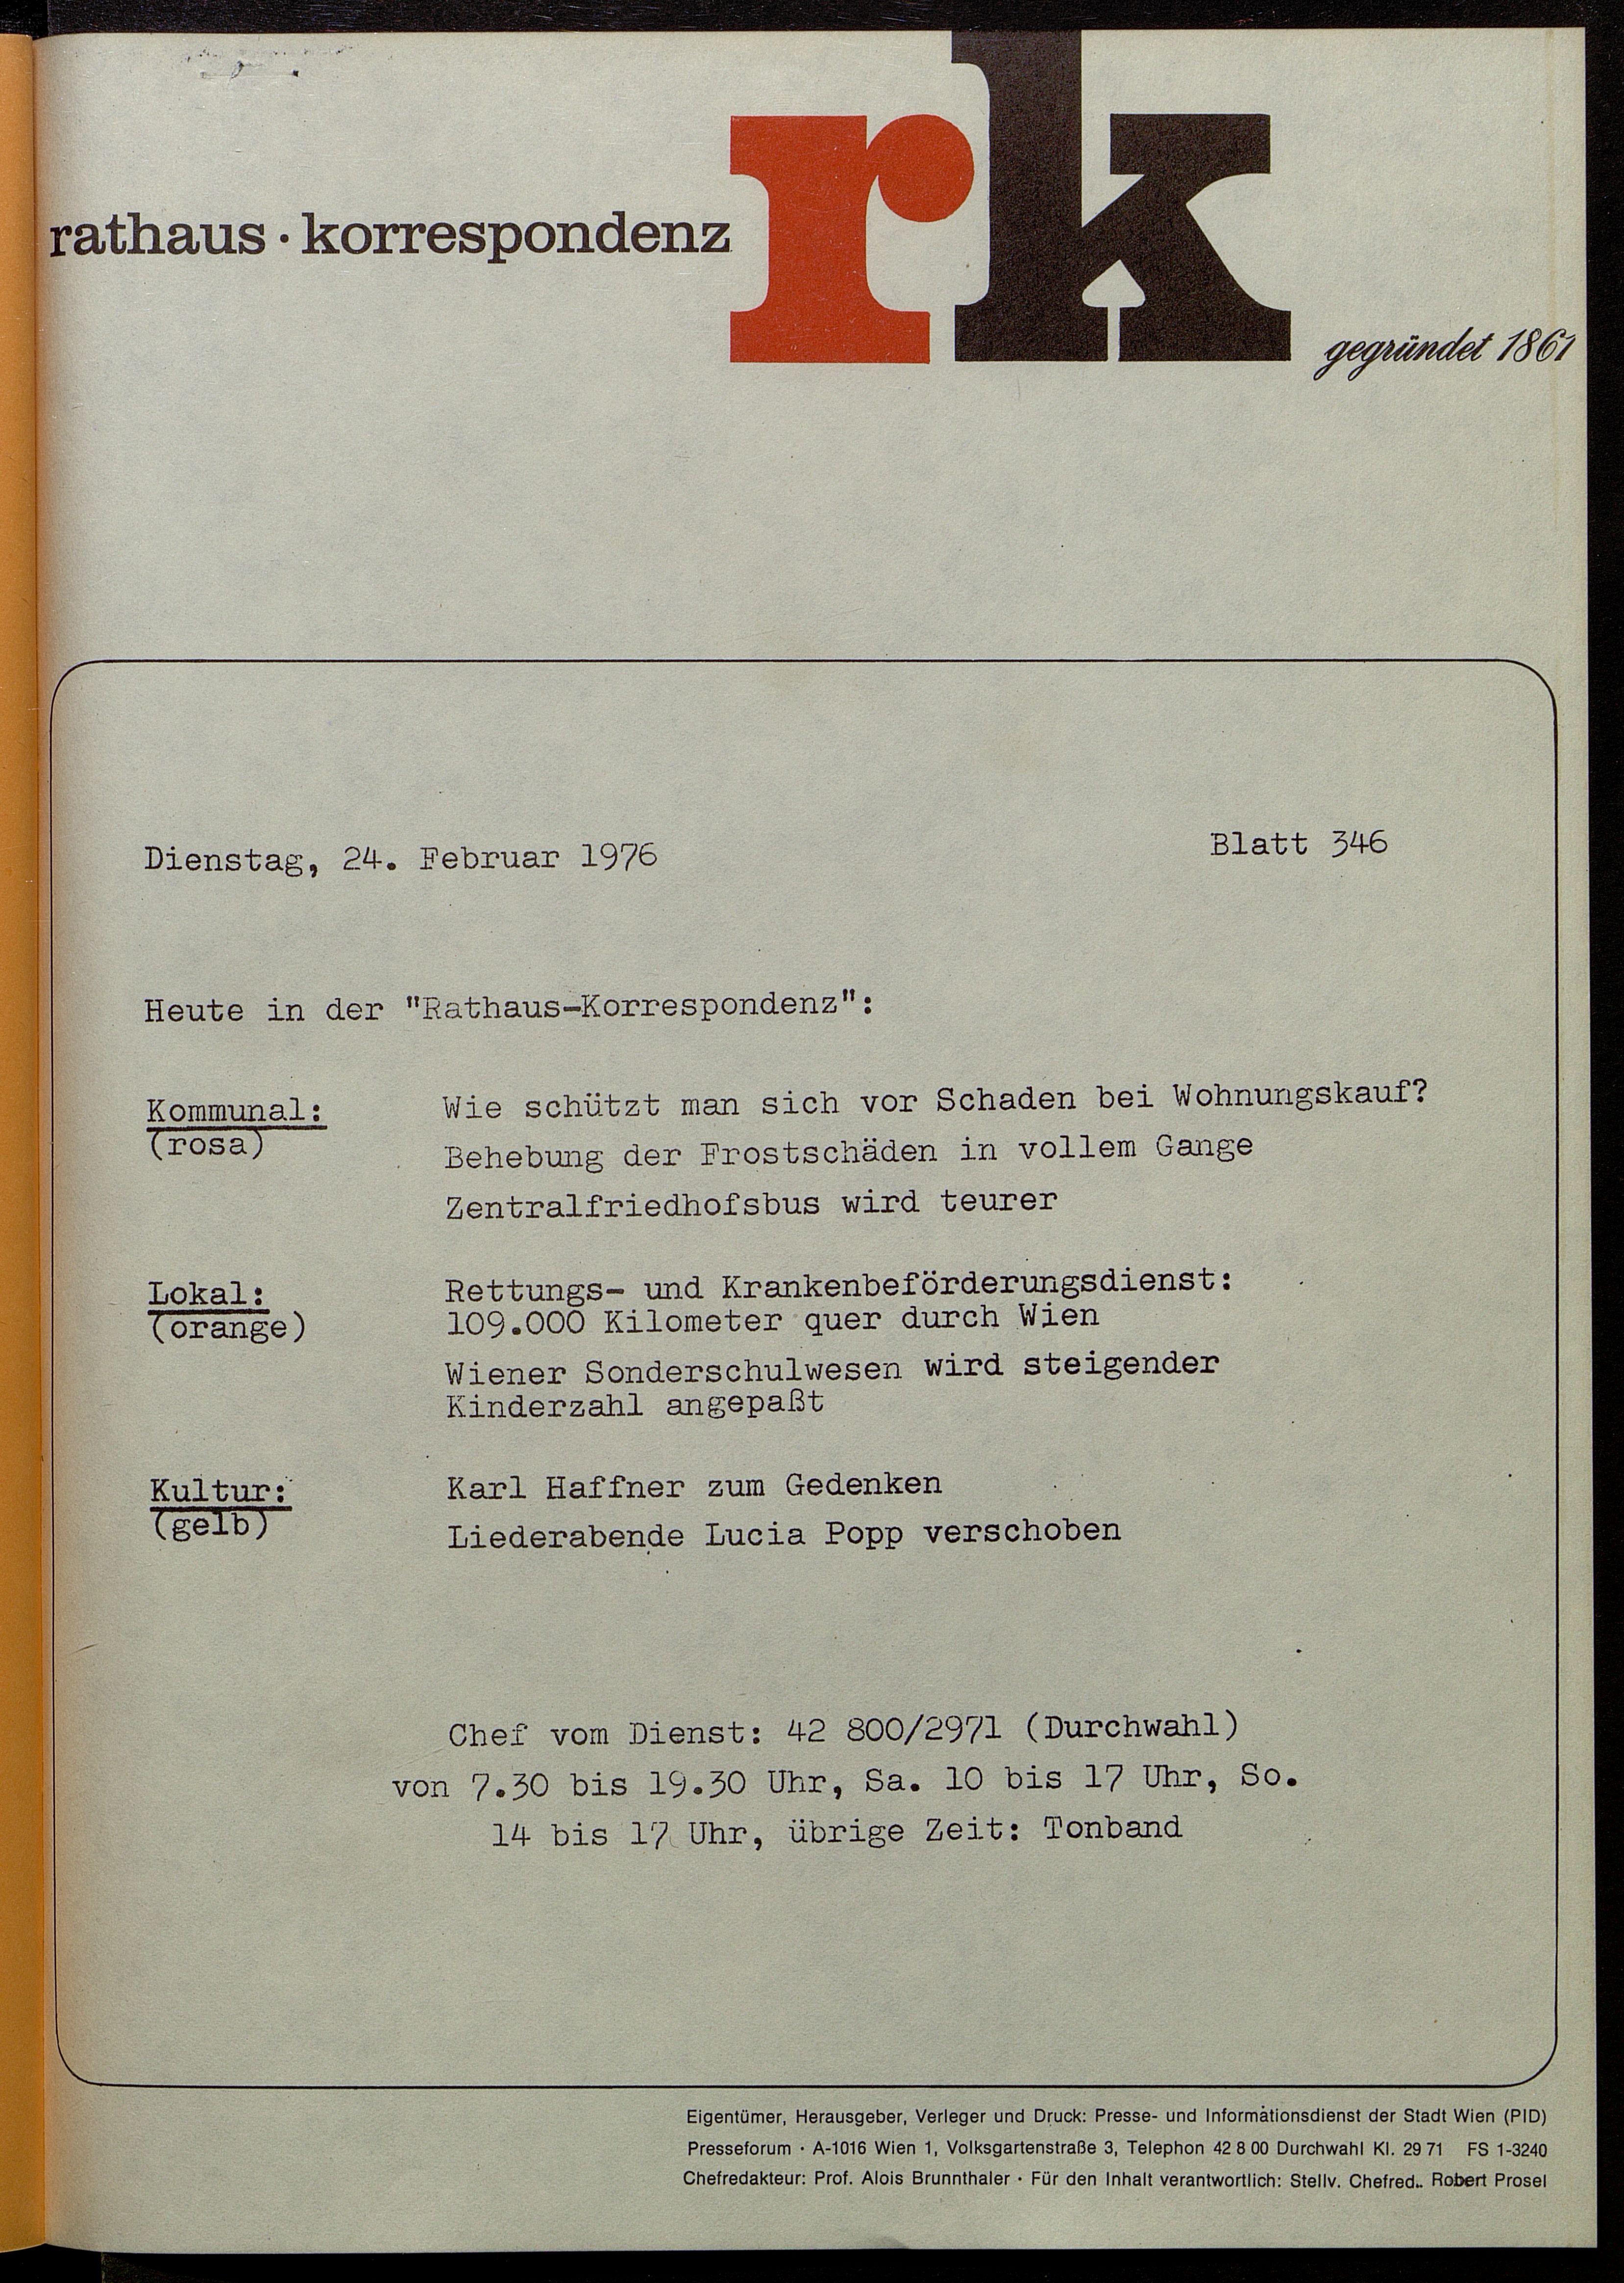 rk
rathaus · korrespondenz
gegründet 1861
Dienstag, 24. Februar 1976
Blatt 346
Heute in der "Rathaus-Korrespondenz":
Kommunal:
(rosa)
Wie schützt man sich vor Schaden bei Wohnungskauf?
Behebung der Frostschäden in vollem Gange
Zentralfriedhofsbus wird teurer
Lokal:
(orange)
Rettungs- und Krankenbeförderungsdienst:
109.000 Kilometer quer durch Wien
Wiener Sonderschulwesen wird steigender
Kinderzahl angepaßt
Kultur:
(gelb)
Karl Haffner zum Gedenken
Liederabende Lucia Popp verschoben
Chef vom Dienst: 42 800/2971 (Durchwahl)
von 7.30 bis 19.30 Uhr, Sa. 10 bis 17 Uhr, So.
14 bis 17 Uhr, übrige Zeit: Tonband
Eigentümer, Herausgeber, Verleger und Druck: Presse- und Informationsdienst der Stadt Wien (PID)
Presseforum · A-1016 Wien 1, Volksgartenstraße 3, Telephon 42 8 00 Durchwahl Kl. 29 71 FS 1-3240
Chefredakteur: Prof. Alois Brunnthaler · Für den Inhalt verantwortlich: Stellv. Chefred.. Robert Prosel